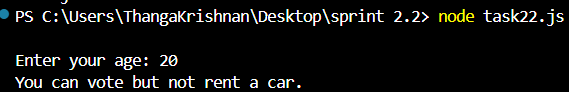 PS C:\Users\ThangaKrishnan\Desktop\sprint 2.2> node task22.js
Enter your age: 20
You can vote but not rent a car.